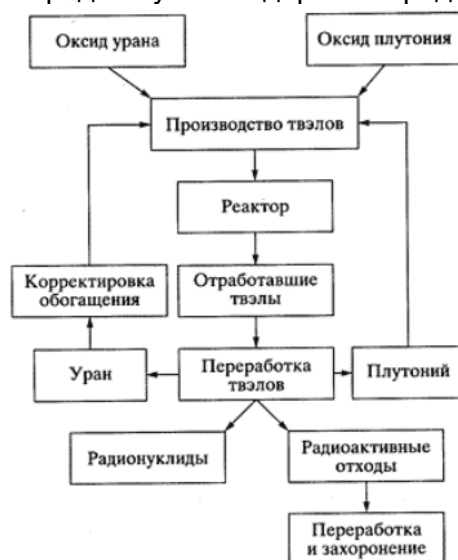 Оксид урана
Оксид плутония
Производство твэлов
Реактор
Корректировка
обогащения
Отработавшие
твэлы
Уран
Переработка
твэлов
Плутоний
Радионуклиды
Радиоактивные
отходы
Переработка
и захоронение